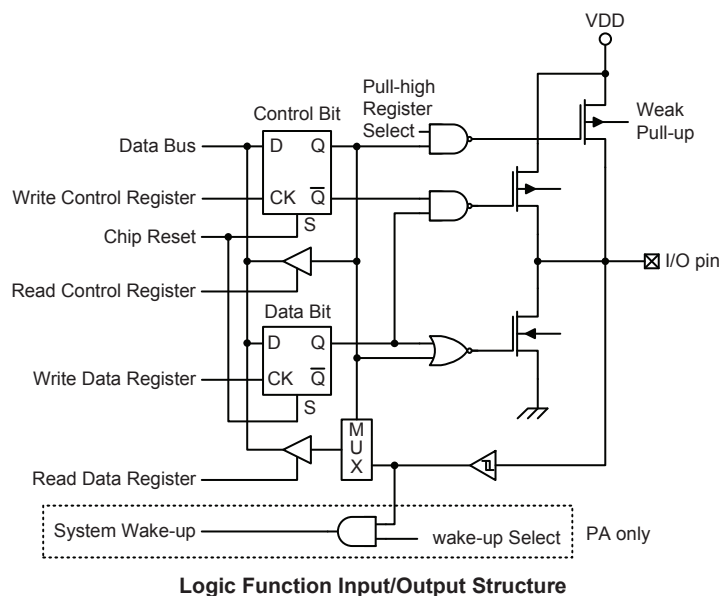 VDD
Pull-high
Register
Select
Control Bit
Weak
Pull-up
Data Bus
D
Q
Write Control Register
CK
Q
Chip Reset
S
I/O pin
Read Control Register
Data Bit
D
Q
Write Data Register
CK
Q
S
M
U
X
Read Data Register
System Wake-up
wake-up Select
PA only
Logic Function Input/Output Structure